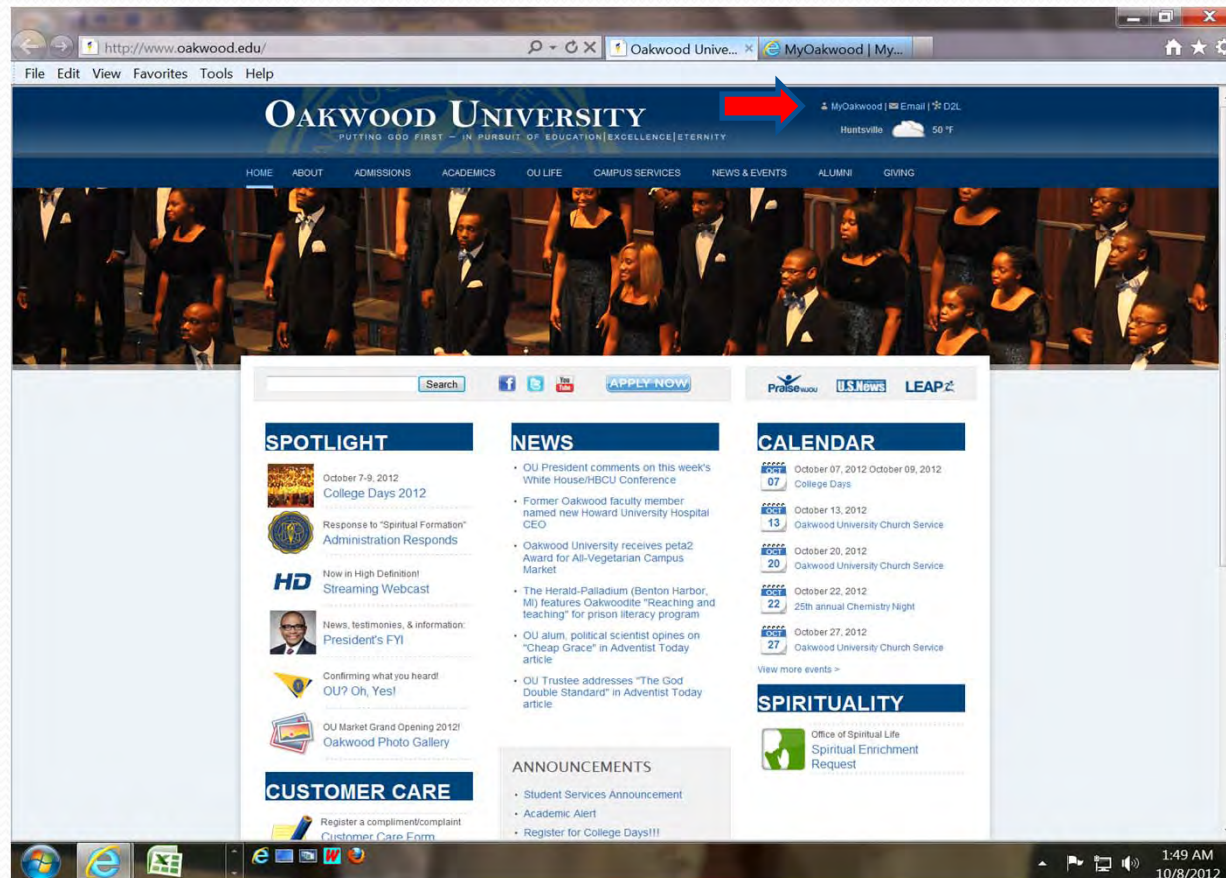 http://www.oakwood.edu/
Oakwood Unive...
MyOakwood | My...
File Edit View Favorites Tools Help
OAKWOOD UNIVERSITY
PUTTING GOD FIRST – IN PURSUIT OF EDUCATION|EXCELLENCE|ETERNITY
MyOakwood | Email | D2L
Huntsville 50 °F
HOME ABOUT ADMISSIONS ACADEMICS OU LIFE CAMPUS SERVICES NEWS & EVENTS ALUMNI GIVING
Search
You Tube
APPLY NOW
Praise WJOU
U.S.News
LEAP
SPOTLIGHT
October 7-9, 2012
College Days 2012
Response to "Spiritual Formation"
Administration Responds
HD
Now in High Definition!
Streaming Webcast
News, testimonies, & information:
President's FYI
Confirming what you heard!
OU? Oh, Yes!
OU Market Grand Opening 2012!
Oakwood Photo Gallery
CUSTOMER CARE
Register a compliment/complaint
Customer Care Form
NEWS
OU President comments on this week's
White House/HBCU Conference
Former Oakwood faculty member
named new Howard University Hospital
CEO
Oakwood University receives peta2
Award for All-Vegetarian Campus
Market
The Herald-Palladium (Benton Harbor,
MI) features Oakwoodite "Reaching and
teaching" for prison literacy program
OU alum, political scientist opines on
"Cheap Grace" in Adventist Today
article
OU Trustee addresses "The God
Double Standard" in Adventist Today
article
ANNOUNCEMENTS
Student Services Announcement
Academic Alert
Register for College Days!!!
CALENDAR
OCT 07
October 07, 2012 October 09, 2012
College Days
OCT 13
October 13, 2012
Oakwood University Church Service
OCT 20
October 20, 2012
Oakwood University Church Service
OCT 22
October 22, 2012
25th annual Chemistry Night
OCT 27
October 27, 2012
Oakwood University Church Service
View more events >
SPIRITUALITY
Office of Spiritual Life
Spiritual Enrichment
Request
1:49 AM
10/8/2012